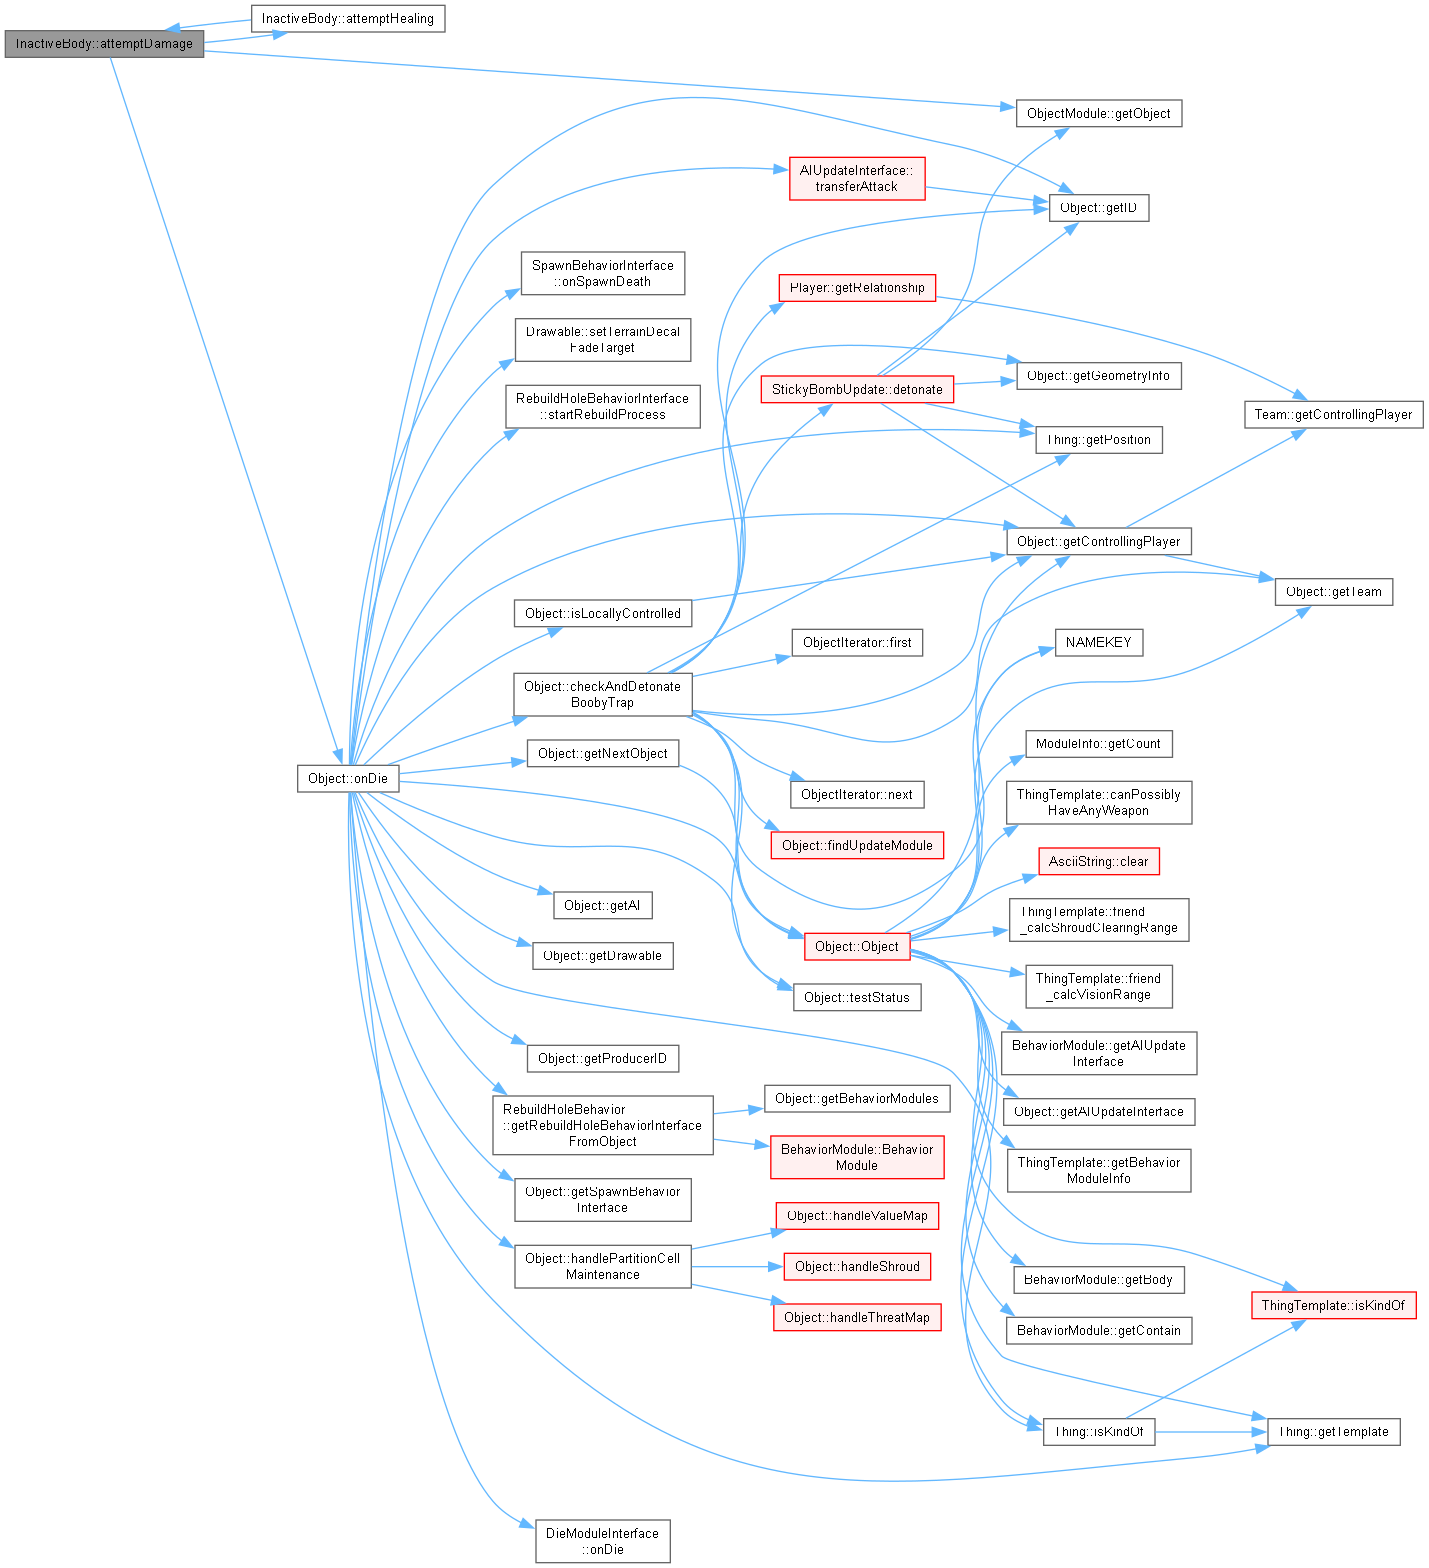 InactiveBody::attemptHealing
InactiveBody::attemptDamage
ObjectModule::getObject
AIUpdateInterface::
transferAttack
Object::getID
SpawnBehaviorInterface
::onSpawnDeath
Player::getRelationship
Drawable::setTerrainDecal
FadeTarget
Object::getGeometryInfo
StickyBombUpdate::detonate
RebuildHoleBehaviorInterface
::startRebuildProcess
Team::getControllingPlayer
Thing::getPosition
Object::getControllingPlayer
Object::getTeam
Object::isLocallyControlled
ObjectIterator::first
NAMEKEY
Object::checkAndDetonate
BoobyTrap
ModuleInfo::getCount
Object::getNextObject
Object::onDie
ObjectIterator::next
ThingTemplate::canPossibly
HaveAnyWeapon
Object::findUpdateModule
AsciiString::clear
Object::getAI
ThingTemplate::friend
_calcShroudClearingRange
Object::Object
Object::getDrawable
ThingTemplate::friend
_calcVisionRange
Object::testStatus
BehaviorModule::getAIUpdate
Interface
Object::getProducerID
Object::getBehaviorModules
Object::getAIUpdateInterface
RebuildHoleBehavior
::getRebuildHoleBehaviorInterface
FromObject
BehaviorModule::Behavior
Module
ThingTemplate::getBehavior
ModuleInfo
Object::getSpawnBehavior
Interface
Object::handleValueMap
Object::handlePartitionCell
Maintenance
Object::handleShroud
BehaviorModule::getBody
ThingTemplate::isKindOf
Object::handleThreatMap
BehaviorModule::getContain
Thing::isKindOf
Thing::getTemplate
DieModuleInterface
::onDie